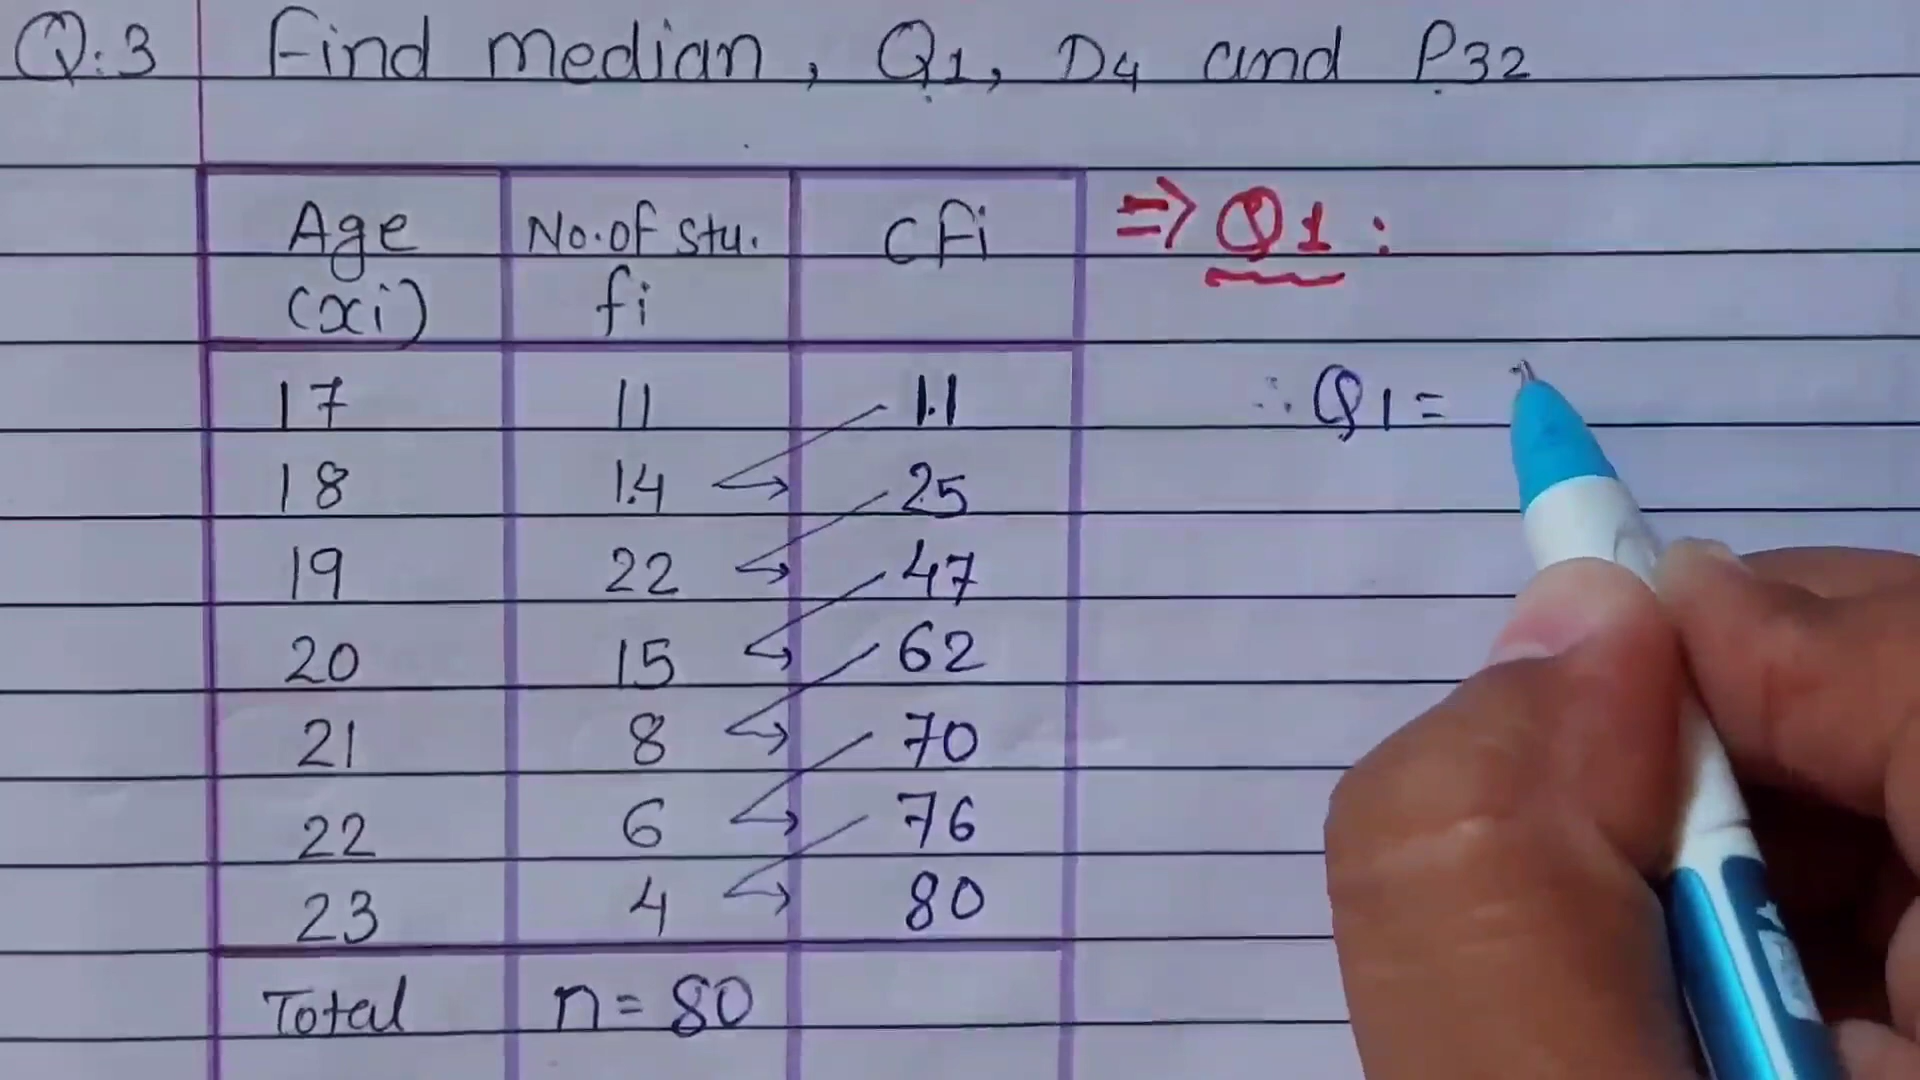 Q.3 Find median, Q1, D4 and P32
Age (xi) No.of stu. fi cfi
17 11 11
18 14 25
19 22 47
20 15 62
21 8 70
22 6 76
23 4 80
Total n = 80
⇒ Q1 :
∴ Q1 =